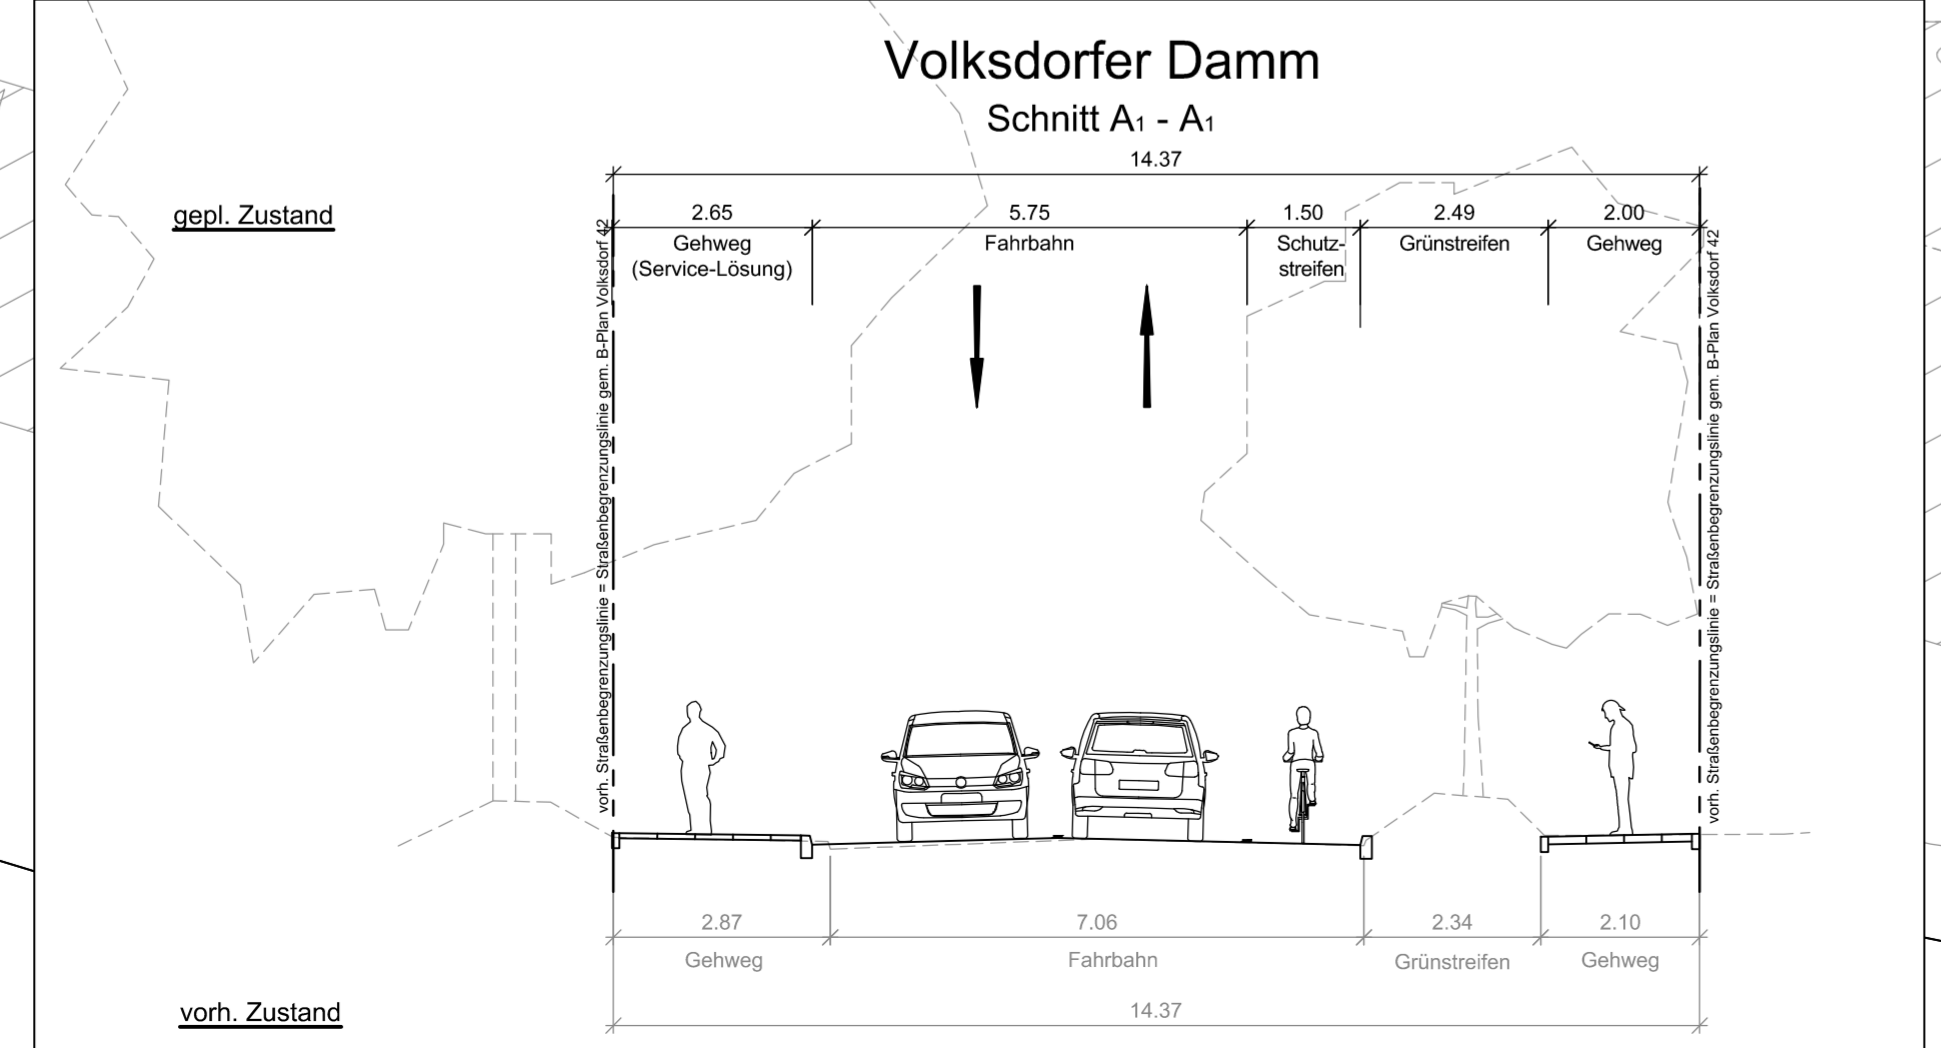 Volksdorfer Damm
Schnitt A1 - A1
14.37
gepl. Zustand
2.65
5.75
1.50
2.49
2.00
Gehweg
(Service-Lösung)
Fahrbahn
Schutz-
streifen
Grünstreifen
Gehweg
vorh. Straßenbegrenzungslinie = Straßenbegrenzungslinie gem. B-Plan Volksdorf 42
vorh. Straßenbegrenzungslinie = Straßenbegrenzungslinie gem. B-Plan Volksdorf 42
2.87
7.06
2.34
2.10
Gehweg
Fahrbahn
Grünstreifen
Gehweg
vorh. Zustand
14.37